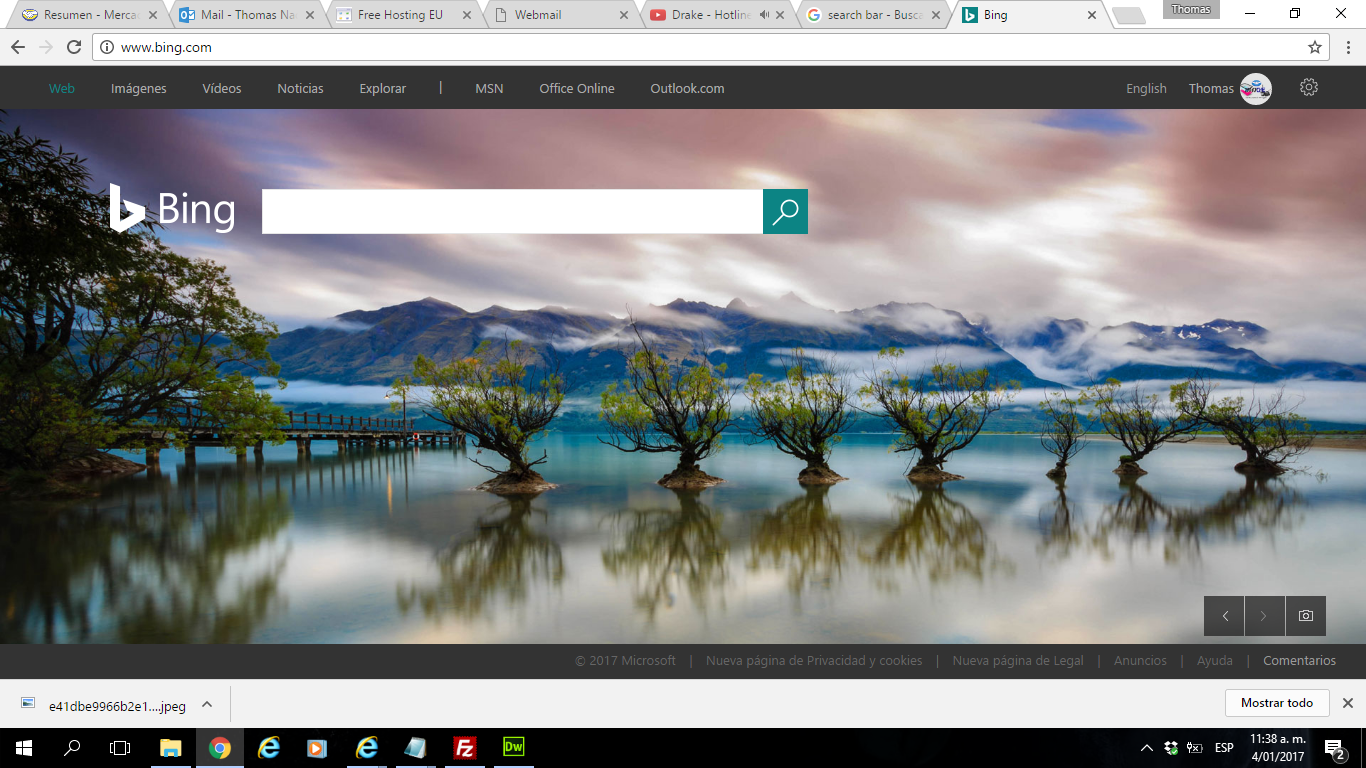 Resumen - Merca
Mail - Thomas Na
Free Hosting EU
Webmail
Drake - Hotline
search bar - Busca
Bing
Thomas
www.bing.com
Web
Imágenes
Vídeos
Noticias
Explorar
|
MSN
Office Online
Outlook.com
English
Thomas
Bing
© 2017 Microsoft | Nueva página de Privacidad y cookies | Nueva página de Legal | Anuncios | Ayuda | Comentarios
e41dbe9966b2e1....jpeg
Mostrar todo
Fz
Dw
ESP
11:38 a. m.
4/01/2017
2